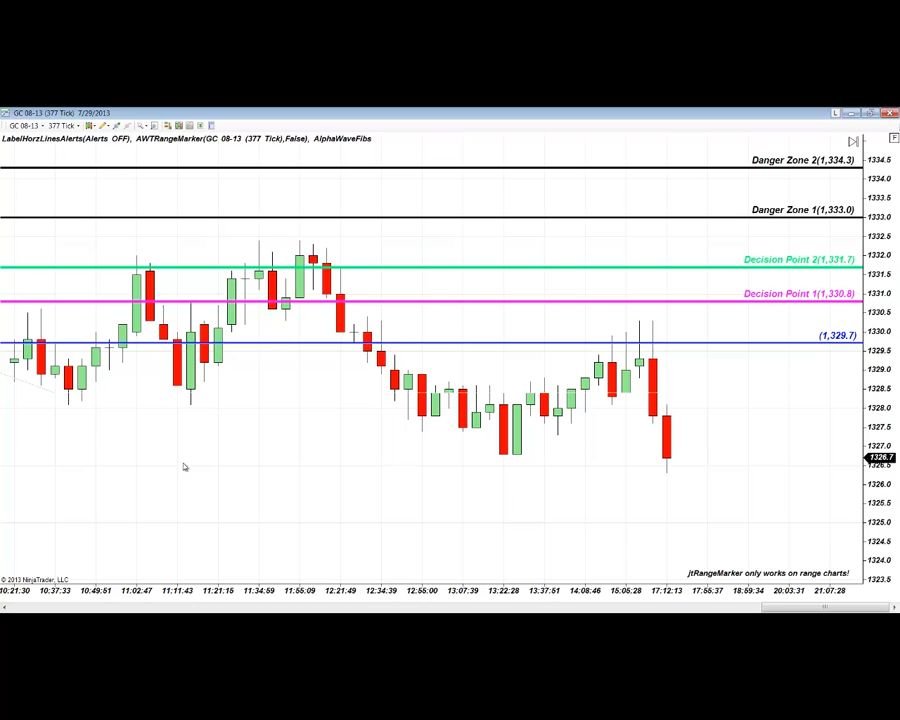 GC 08-13 (377 Tick) 7/29/2013
L
GC 08-13 377 Tick
LabelHorzLinesAlerts(Alerts OFF), AWTRangeMarker(GC 08-13 (377 Tick),False), AlphaWaveFibs
F
Danger Zone 2(1,334.3)
1334.5
1334.0
1333.5
Danger Zone 1(1,333.0)
1333.0
1332.5
Decision Point 2(1,331.7)
1332.0
1331.5
Decision Point 1(1,330.8)
1331.0
1330.5
(1,329.7)
1330.0
1329.5
1329.0
1328.5
1328.0
1327.5
1327.0
1326.7
1326.5
1326.0
1325.5
1325.0
1324.5
1324.0
jtRangeMarker only works on range charts!
1323.5
© 2013 NinjaTrader, LLC
10:21:30 10:37:33 10:49:51 11:02:47 11:11:43 11:21:15 11:34:59 11:55:09 12:21:49 12:34:39 12:55:00 13:07:39 13:22:28 13:37:51 14:08:46 15:05:28 17:12:13 17:55:37 18:59:34 20:03:31 21:07:28